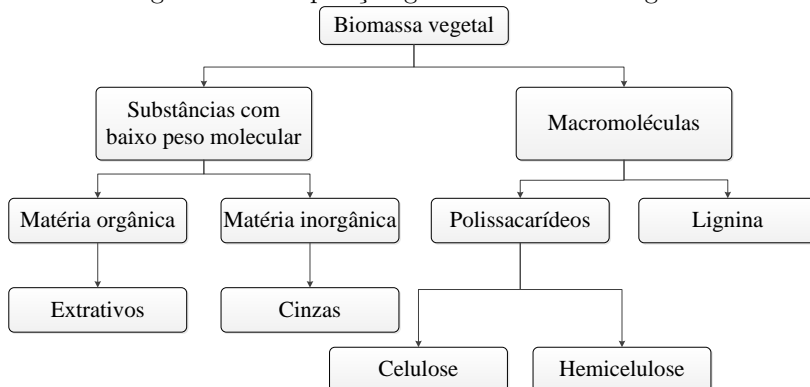 Biomassa vegetal
Substâncias com
baixo peso molecular
Macromoléculas
Matéria orgânica
Matéria inorgânica
Polissacarídeos
Lignina
Extrativos
Cinzas
Celulose
Hemicelulose